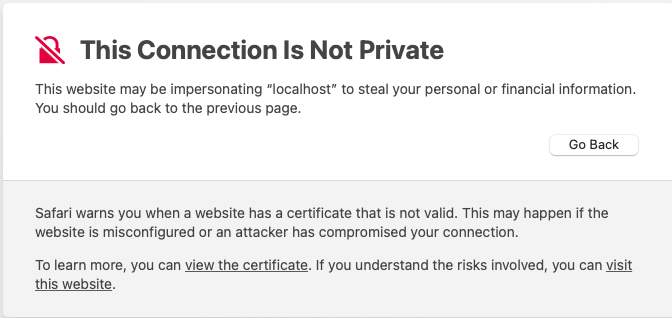 This Connection Is Not Private
This website may be impersonating “localhost” to steal your personal or financial information.
You should go back to the previous page.
Go Back
Safari warns you when a website has a certificate that is not valid. This may happen if the
website is misconfigured or an attacker has compromised your connection.
To learn more, you can view the certificate. If you understand the risks involved, you can visit
this website.